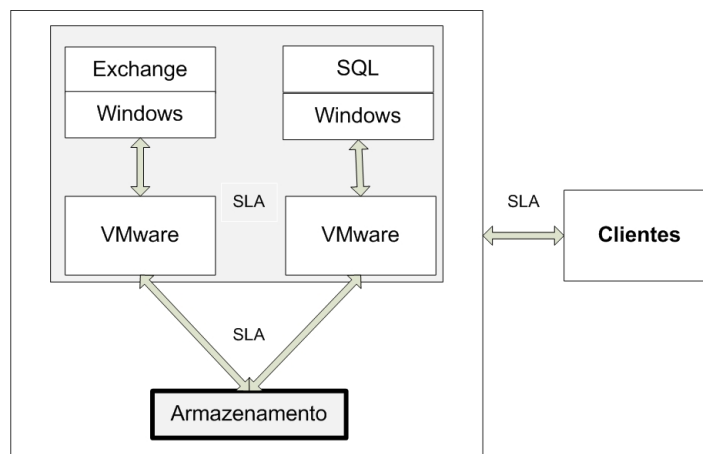 Exchange
SQL
Windows
Windows
SLA
SLA
VMware
VMware
Clientes
SLA
Armazenamento